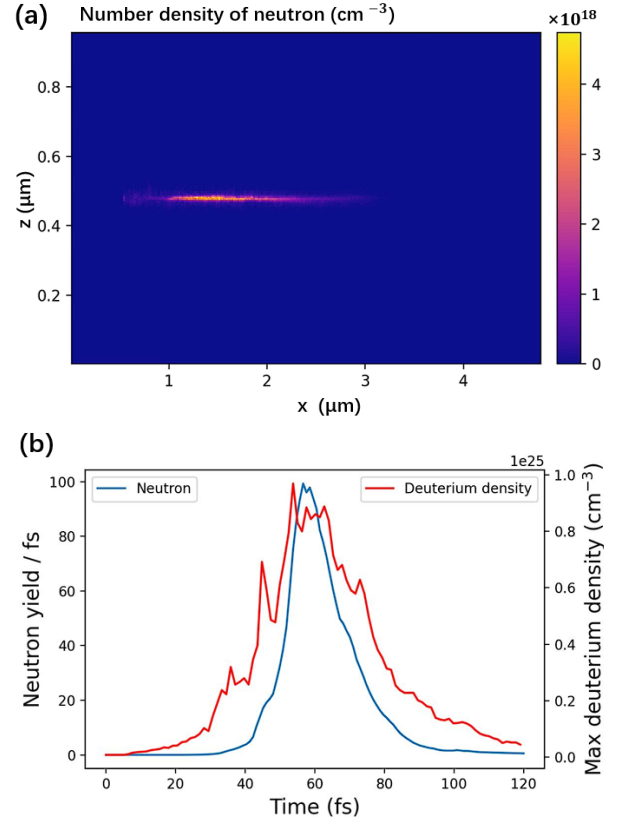 (a) Number density of neutron (cm⁻³)
×10¹⁸
0.8
0.6
0.4
0.2
z (μm)
1 2 3 4
x (μm)
4
3
2
1
0
(b)
1e25
Neutron
Deuterium density
100
80
60
40
20
0
Neutron yield / fs
1.0
0.8
0.6
0.4
0.2
0.0
Max deuterium density (cm⁻³)
0 20 40 60 80 100 120
Time (fs)